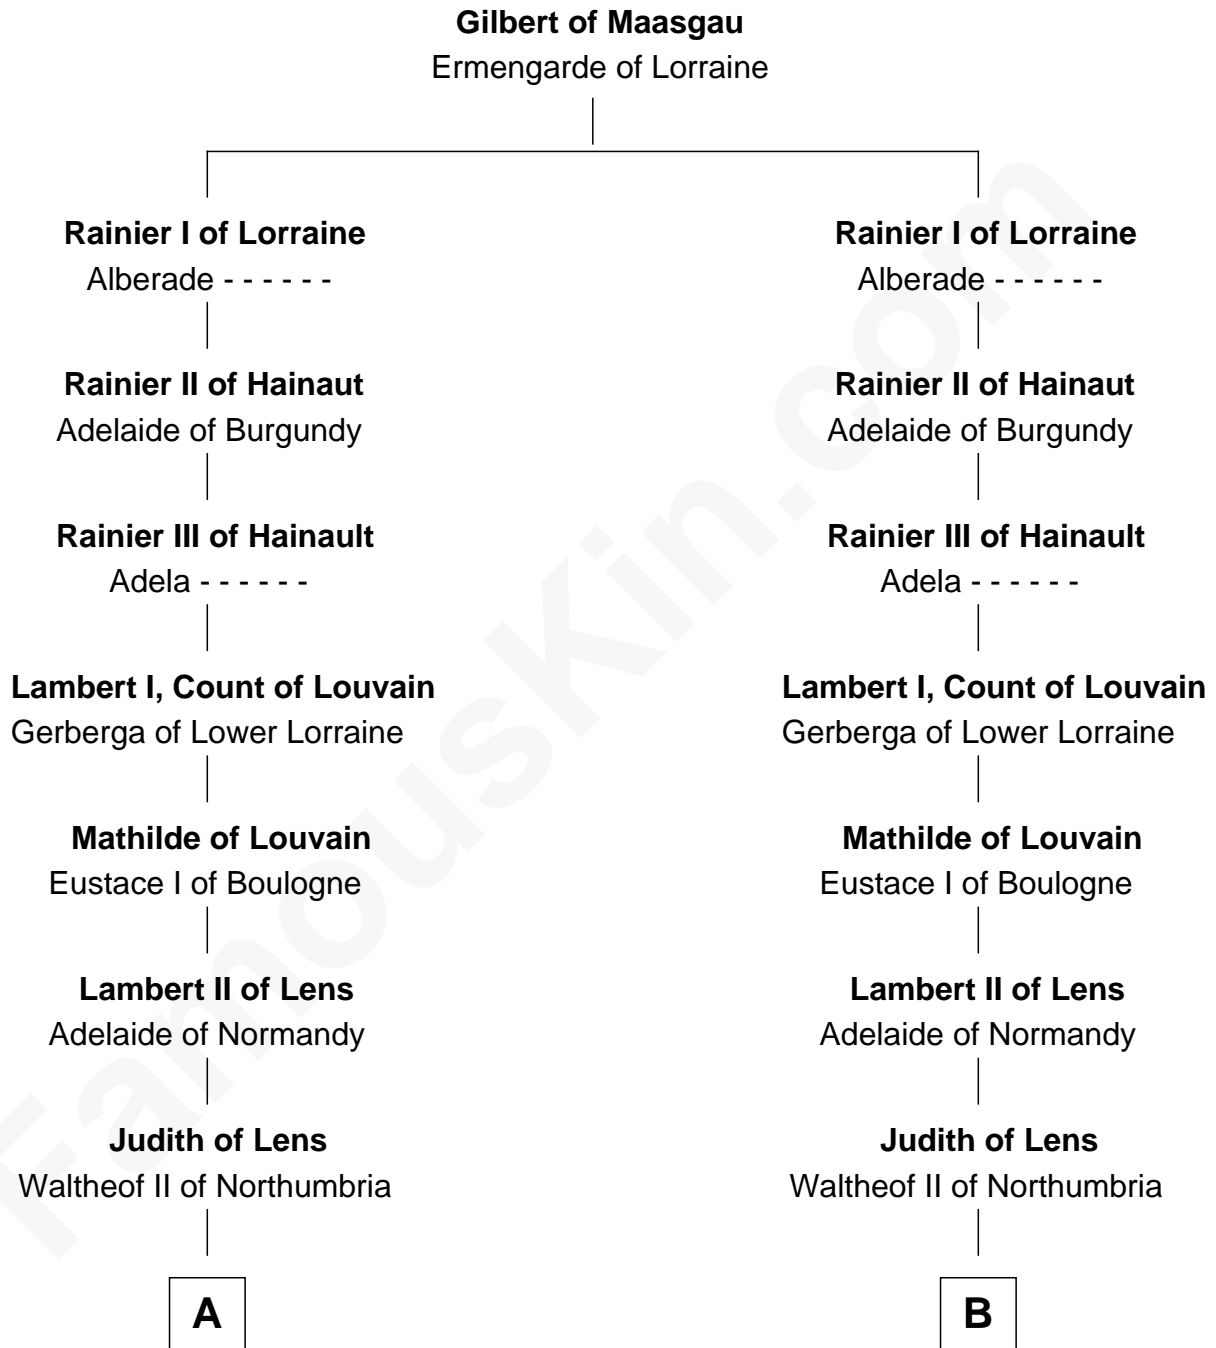 Gilbert of Maasgau
Ermengarde of Lorraine
Rainier I of Lorraine
Alberade - - - - - -
Rainier II of Hainaut
Adelaide of Burgundy
Rainier III of Hainault
Adela - - - - - -
Lambert I, Count of Louvain
Gerberga of Lower Lorraine
Mathilde of Louvain
Eustace I of Boulogne
Lambert II of Lens
Adelaide of Normandy
Judith of Lens
Waltheof II of Northumbria
A
Rainier I of Lorraine
Alberade - - - - - -
Rainier II of Hainaut
Adelaide of Burgundy
Rainier III of Hainault
Adela - - - - - -
Lambert I, Count of Louvain
Gerberga of Lower Lorraine
Mathilde of Louvain
Eustace I of Boulogne
Lambert II of Lens
Adelaide of Normandy
Judith of Lens
Waltheof II of Northumbria
B
FamousKin.com